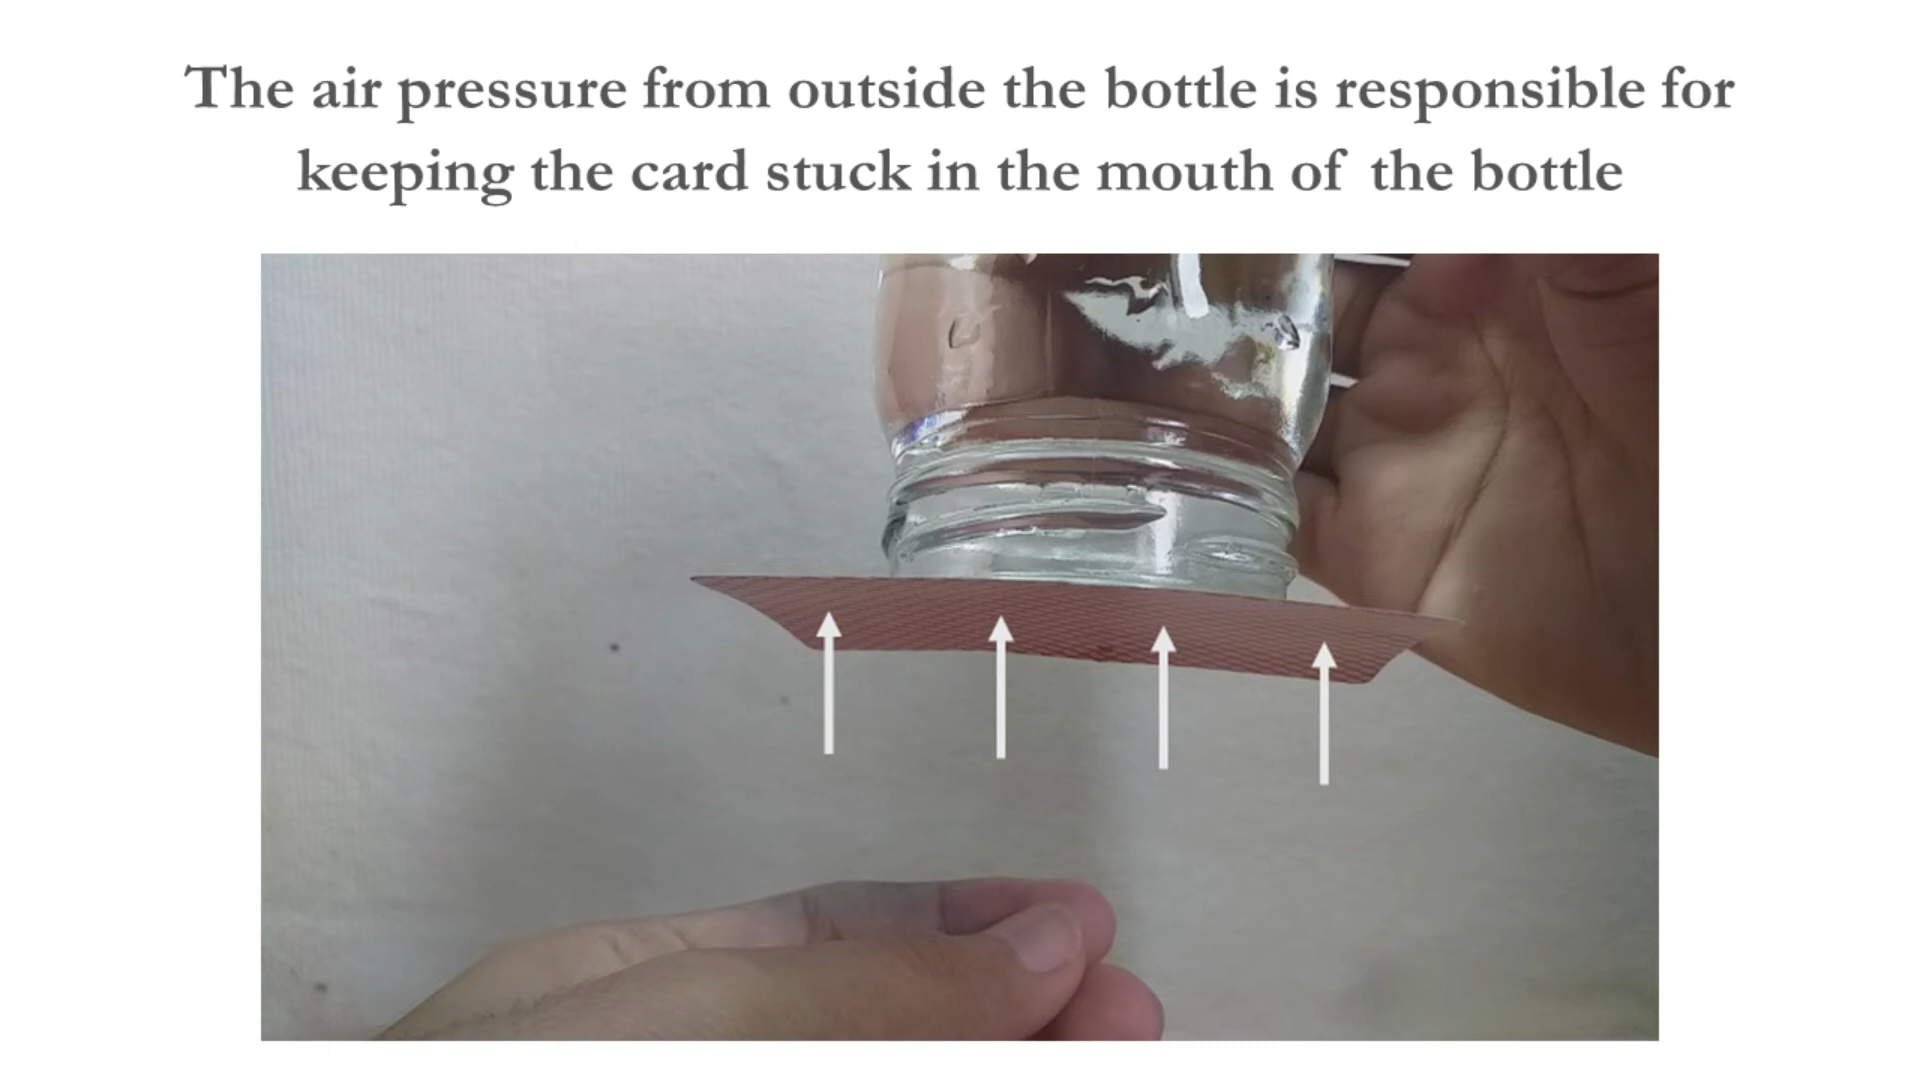 The air pressure from outside the bottle is responsible for
keeping the card stuck in the mouth of the bottle